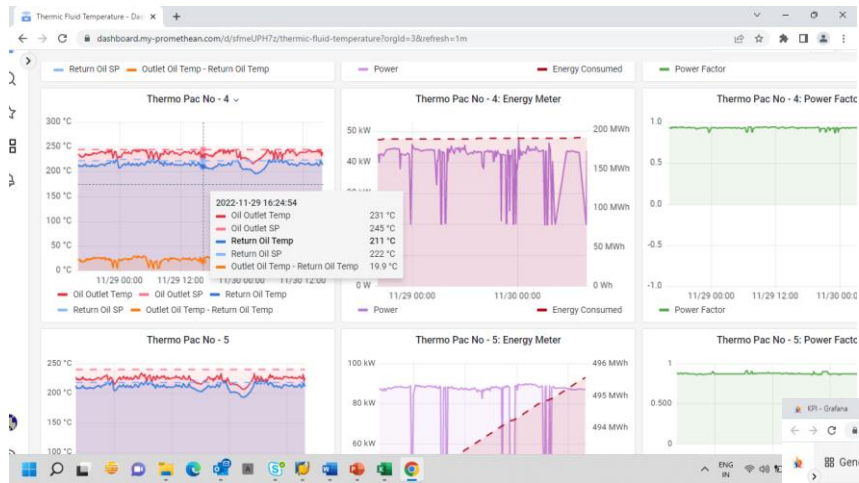 Thermic Fluid Temperature - Das
dashboard.my-promethean.com/d/sfmeUPH7z/thermic-fluid-temperature?orgId=3&refresh=1m
Return Oil SP Outlet Oil Temp - Return Oil Temp
Power Energy Consumed
Power Factor
Thermo Pac No - 4
300 °C
250 °C
200 °C
150 °C
100 °C
50 °C
0 °C
11/29 00:00 11/29 12:00 11/30 00:00 11/30 12:00
Oil Outlet Temp Oil Outlet SP Return Oil Temp
Return Oil SP Outlet Oil Temp - Return Oil Temp
2022-11-29 16:24:54
Oil Outlet Temp 231 °C
Oil Outlet SP 245 °C
Return Oil Temp 211 °C
Return Oil SP 222 °C
Outlet Oil Temp - Return Oil Temp 19.9 °C
Thermo Pac No - 4: Energy Meter
50 kW
40 kW
0 W
200 MWh
150 MWh
100 MWh
50 MWh
0 Wh
11/29 00:00 11/30 00:00
Power Energy Consumed
Thermo Pac No - 4: Power Facto
1.0
0.5
0.0
-0.5
-1.0
11/29 00:00 11/29 12:00 11/30 00:0
Power Factor
Thermo Pac No - 5
250 °C
200 °C
150 °C
100 °C
Thermo Pac No - 5: Energy Meter
100 kW
80 kW
60 kW
496 MWh
495 MWh
494 MWh
Thermo Pac No - 5: Power Facto
1
0.500
0
KPI - Grafana
Gene
ENG
IN